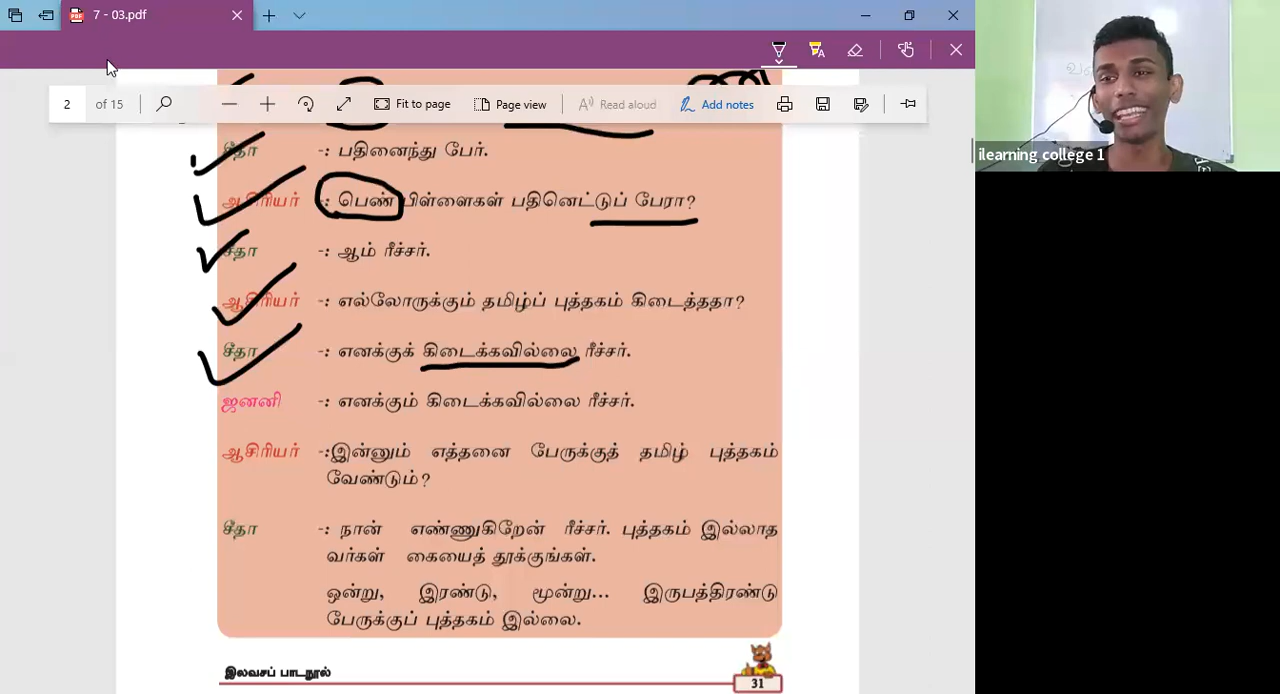 7 - 03.pdf
2 of 15 Fit to page Page view Read aloud Add notes
ilearning college 1
சீதா -: பதினைந்து பேர்.
ஆசிரியர் -: பெண் பிள்ளைகள் பதினெட்டுப் பேரா?
சீதா -: ஆம் ரீச்சர்.
ஆசிரியர் -: எல்லோருக்கும் தமிழ்ப் புத்தகம் கிடைத்ததா?
சீதா -: எனக்குக் கிடைக்கவில்லை ரீச்சர்.
ஜனனி -: எனக்கும் கிடைக்கவில்லை ரீச்சர்.
ஆசிரியர் -:இன்னும் எத்தனை பேருக்குத் தமிழ் புத்தகம்
வேண்டும்?
சீதா -: நான் எண்ணுகிறேன் ரீச்சர். புத்தகம் இல்லாத
வர்கள் கையைத் தூக்குங்கள்.
ஒன்று, இரண்டு, மூன்று... இருபத்திரண்டு
பேருக்குப் புத்தகம் இல்லை.
இலவசப் பாடநூல்
31